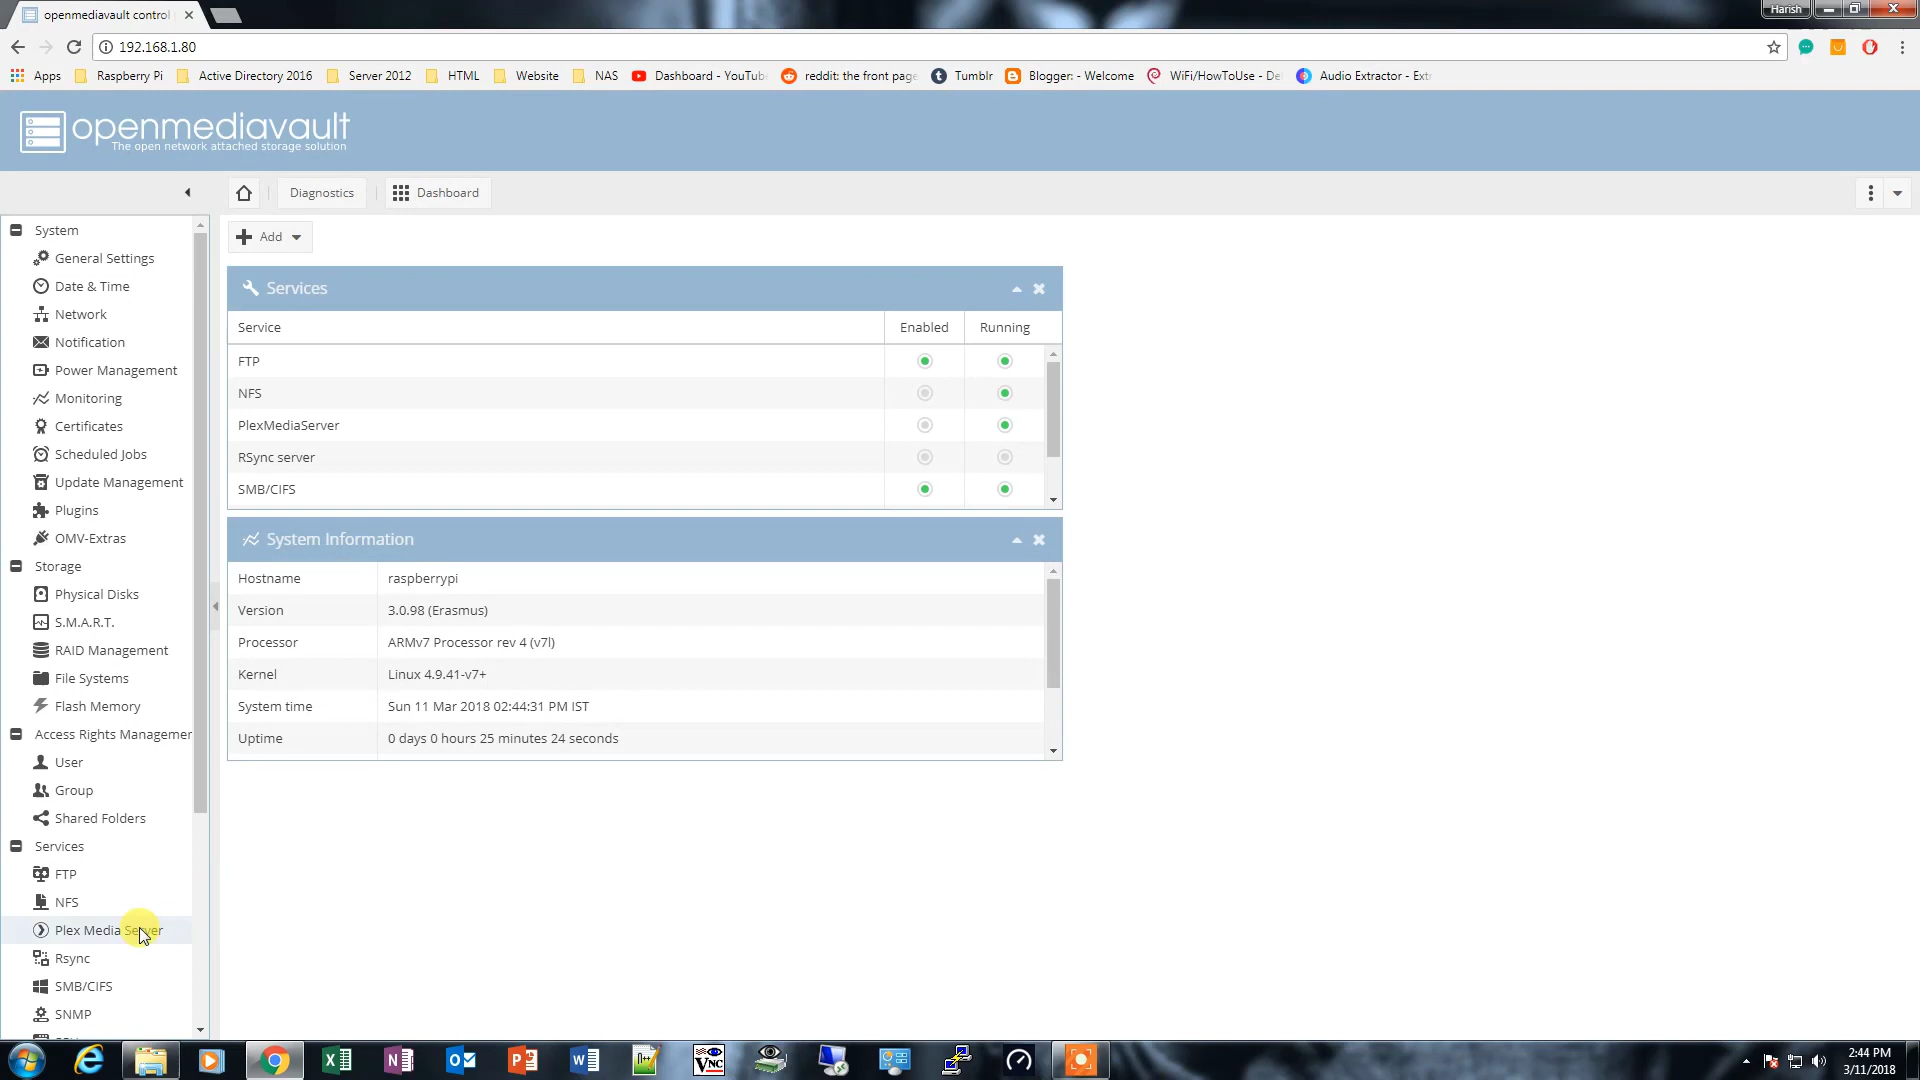 openmediavault control
Harish
192.168.1.80
Apps
Raspberry Pi
Active Directory 2016
Server 2012
HTML
Website
NAS
Dashboard - YouTub
reddit: the front page
Tumblr
Blogger: - Welcome
WiFi/HowToUse - De
Audio Extractor - Ext
openmediavault
The open network attached storage solution
Diagnostics
Dashboard
Add
System
General Settings
Date & Time
Network
Notification
Power Management
Monitoring
Certificates
Scheduled Jobs
Update Management
Plugins
OMV-Extras
Storage
Physical Disks
S.M.A.R.T.
RAID Management
File Systems
Flash Memory
Access Rights Managemer
User
Group
Shared Folders
Services
FTP
NFS
Plex Media Server
Rsync
SMB/CIFS
SNMP
Services
Service Enabled Running
FTP
NFS
PlexMediaServer
RSync server
SMB/CIFS
System Information
Hostname raspberrypi
Version 3.0.98 (Erasmus)
Processor ARMv7 Processor rev 4 (v7l)
Kernel Linux 4.9.41-v7+
System time Sun 11 Mar 2018 02:44:31 PM IST
Uptime 0 days 0 hours 25 minutes 24 seconds
2:44 PM
3/11/2018